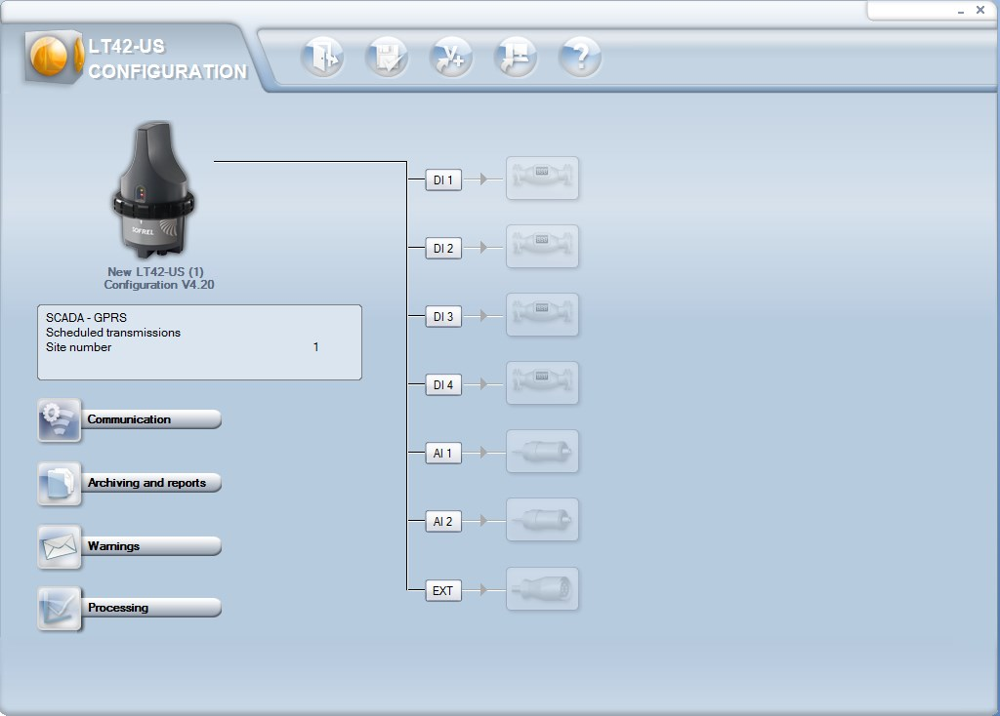 LT42-US
CONFIGURATION
V+
?
SOFREL
New LT42-US (1)
Configuration V4.20
SCADA - GPRS
Scheduled transmissions
Site number 1
Communication
Archiving and reports
Warnings
Processing
DI 1
DI 2
DI 3
DI 4
AI 1
AI 2
EXT